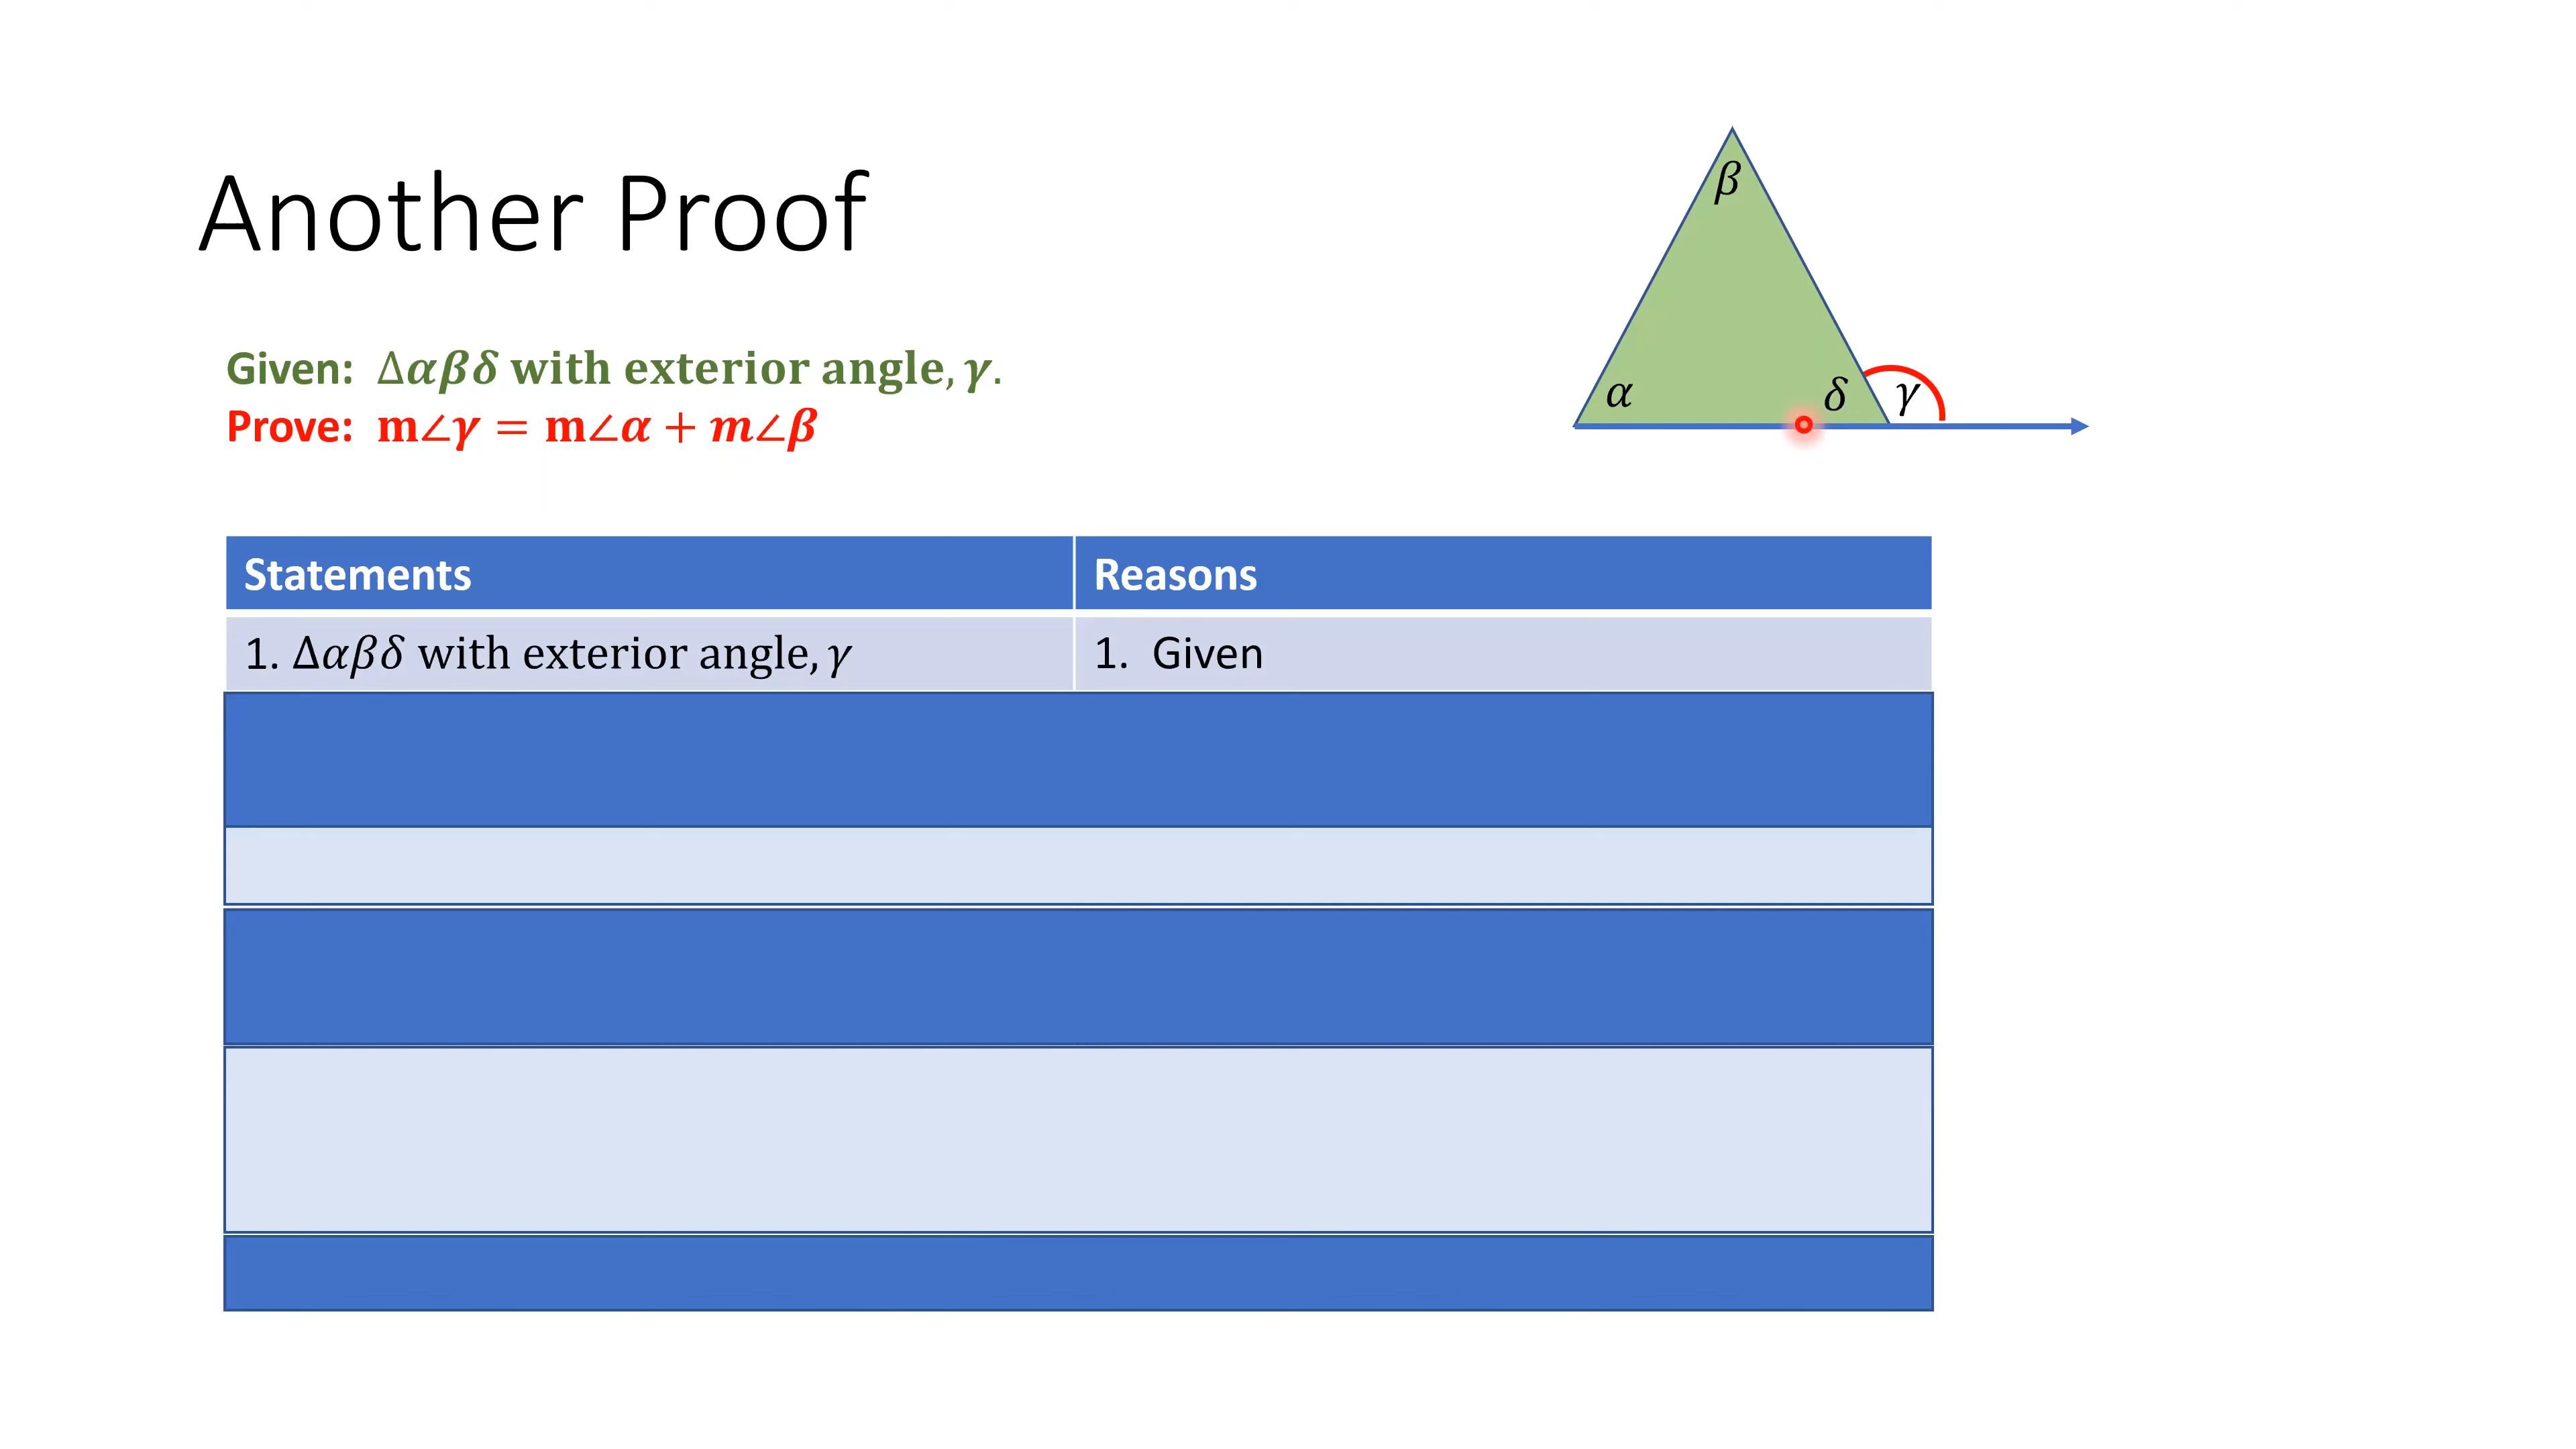 Another Proof
Given: Δαβδ with exterior angle, γ.
Prove: m∠γ = m∠α + m∠β
β
α
δ
γ
Statements
Reasons
1. Δαβδ with exterior angle, γ
1. Given